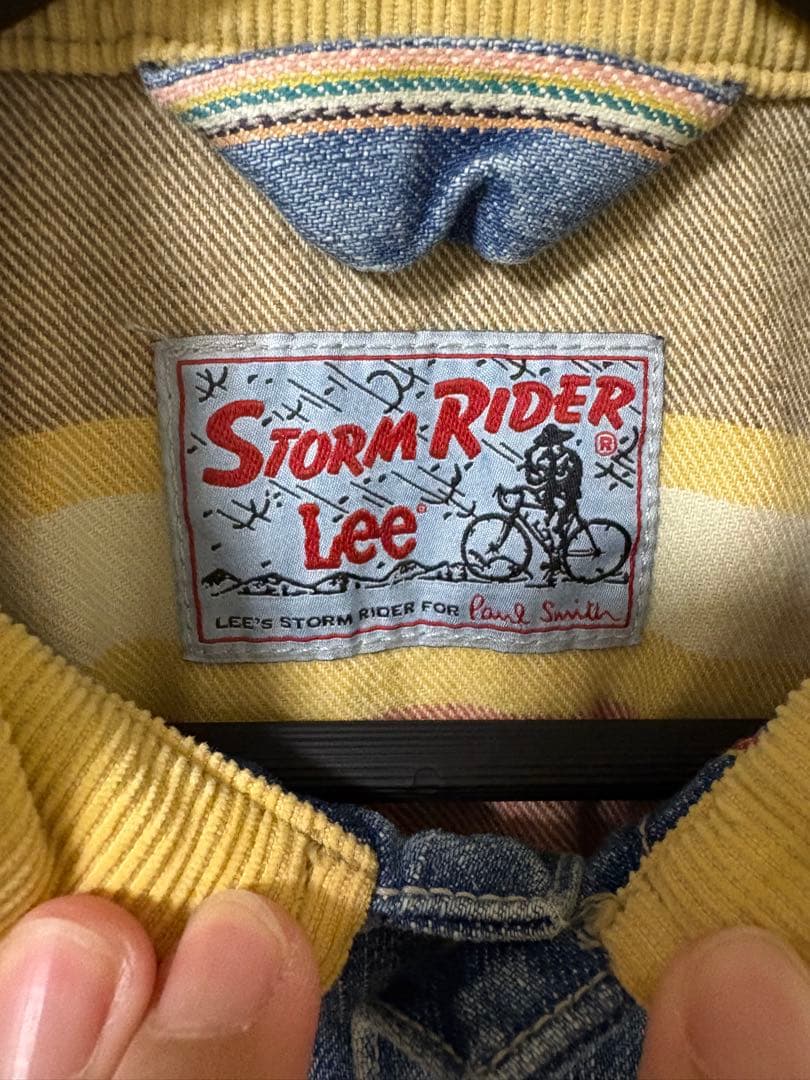 STORM RIDER ®
Lee®
LEE'S STORM RIDER FOR Paul Smith